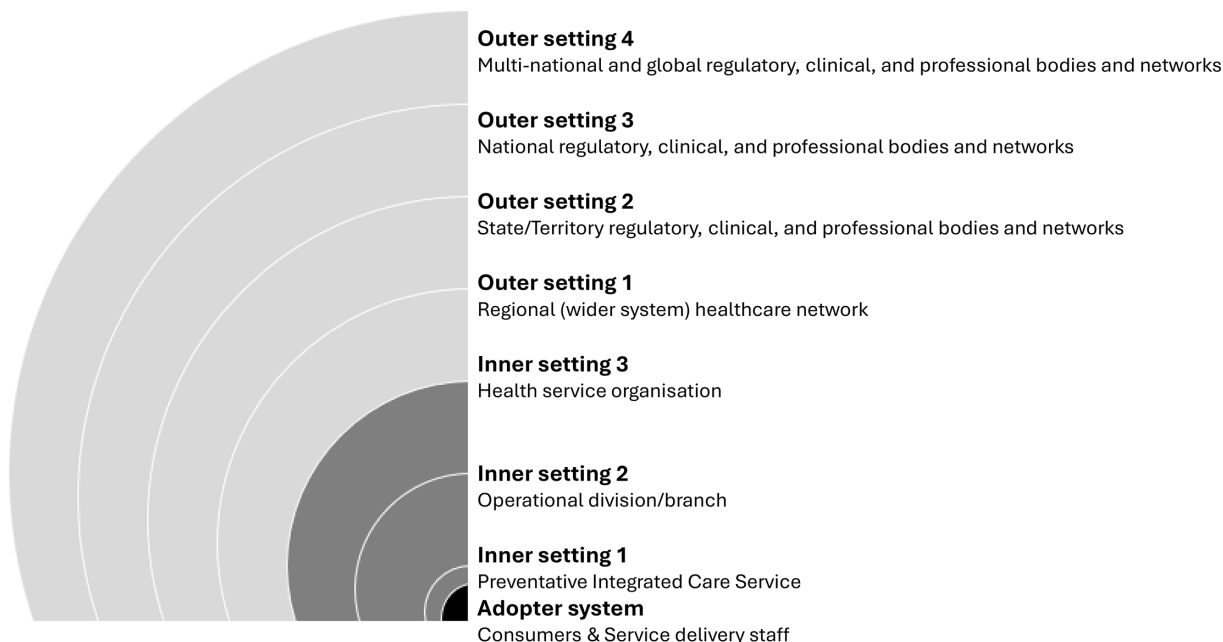 Outer setting 4
Multi-national and global regulatory, clinical, and professional bodies and networks
Outer setting 3
National regulatory, clinical, and professional bodies and networks
Outer setting 2
State/Territory regulatory, clinical, and professional bodies and networks
Outer setting 1
Regional (wider system) healthcare network
Inner setting 3
Health service organisation
Inner setting 2
Operational division/branch
Inner setting 1
Preventative Integrated Care Service
Adopter system
Consumers & Service delivery staff